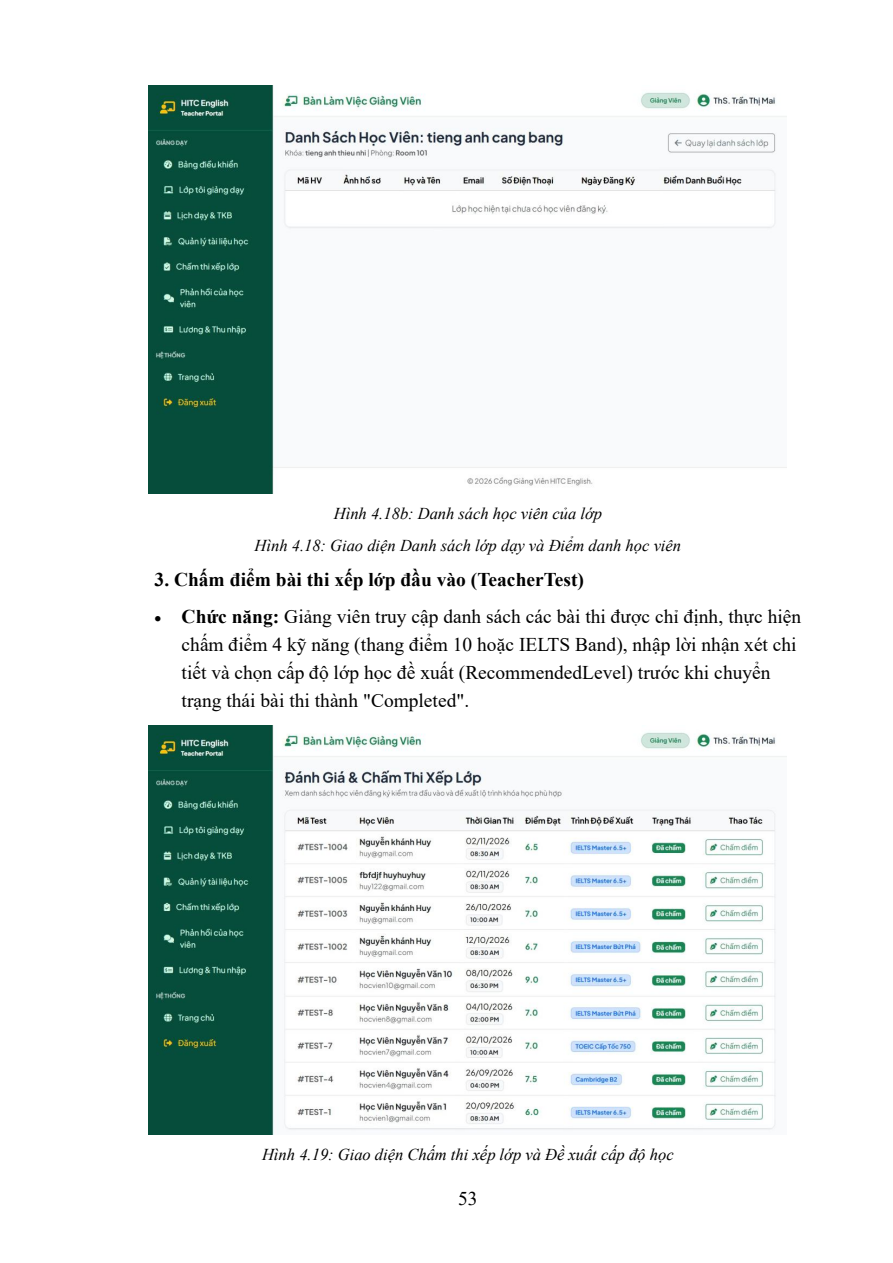 HITC English
Teacher Portal
GIẢNG DẠY
Bảng điều khiển
Lớp tôi giảng dạy
Lịch dạy & TKB
Quản lý tài liệu học
Chấm thi xếp lớp
Phản hồi của học
viên
Lương & Thu nhập
HỆ THỐNG
Trang chủ
Đăng xuất
Bàn Làm Việc Giảng Viên
Giảng Viên ThS. Trần Thị Mai
Danh Sách Học Viên: tieng anh cang bang
Khóa: tieng anh thieu nhi | Phòng: Room 101
← Quay lại danh sách lớp
Mã HV Ảnh hồ sơ Họ và Tên Email Số Điện Thoại Ngày Đăng Ký Điểm Danh Buổi Học
Lớp học hiện tại chưa có học viên đăng ký.
© 2026 Cổng Giảng Viên HITC English.
Hình 4.18b: Danh sách học viên của lớp
Hình 4.18: Giao diện Danh sách lớp dạy và Điểm danh học viên
3. Chấm điểm bài thi xếp lớp đầu vào (TeacherTest)
• Chức năng: Giảng viên truy cập danh sách các bài thi được chỉ định, thực hiện
chấm điểm 4 kỹ năng (thang điểm 10 hoặc IELTS Band), nhập lời nhận xét chi
tiết và chọn cấp độ lớp học đề xuất (RecommendedLevel) trước khi chuyển
trạng thái bài thi thành "Completed".
HITC English
Teacher Portal
GIẢNG DẠY
Bảng điều khiển
Lớp tôi giảng dạy
Lịch dạy & TKB
Quản lý tài liệu học
Chấm thi xếp lớp
Phản hồi của học
viên
Lương & Thu nhập
HỆ THỐNG
Trang chủ
Đăng xuất
Bàn Làm Việc Giảng Viên
Giảng Viên ThS. Trần Thị Mai
Đánh Giá & Chấm Thi Xếp Lớp
Xem danh sách học viên đăng ký kiểm tra đầu vào và đề xuất lộ trình khóa học phù hợp
Mã Test Học Viên Thời Gian Thi Điểm Đạt Trình Độ Đề Xuất Trạng Thái Thao Tác
#TEST-1004 Nguyễn khánh Huy 02/11/2026 6.5 IELTS Master 6.5+ Đã chấm Chấm điểm
huy@gmail.com 08:30 AM
#TEST-1005 fbfdjf huyhuyhuy 02/11/2026 7.0 IELTS Master 6.5+ Đã chấm Chấm điểm
huy122@gmail.com 08:30 AM
#TEST-1003 Nguyễn khánh Huy 26/10/2026 7.0 IELTS Master 6.5+ Đã chấm Chấm điểm
huy@gmail.com 10:00 AM
#TEST-1002 Nguyễn khánh Huy 12/10/2026 6.7 IELTS Master Bứt Phá Đã chấm Chấm điểm
huy@gmail.com 08:30 AM
#TEST-10 Học Viên Nguyễn Văn 10 08/10/2026 9.0 IELTS Master 6.5+ Đã chấm Chấm điểm
hocvien10@gmail.com 06:30 PM
#TEST-8 Học Viên Nguyễn Văn 8 04/10/2026 7.0 IELTS Master Bứt Phá Đã chấm Chấm điểm
hocvien8@gmail.com 02:00 PM
#TEST-7 Học Viên Nguyễn Văn 7 02/10/2026 7.0 TOEIC Cấp Tốc 750 Đã chấm Chấm điểm
hocvien7@gmail.com 10:00 AM
#TEST-4 Học Viên Nguyễn Văn 4 26/09/2026 7.5 Cambridge B2 Đã chấm Chấm điểm
hocvien4@gmail.com 04:00 PM
#TEST-1 Học Viên Nguyễn Văn 1 20/09/2026 6.0 IELTS Master 6.5+ Đã chấm Chấm điểm
hocvien1@gmail.com 08:30 AM
Hình 4.19: Giao diện Chấm thi xếp lớp và Đề xuất cấp độ học
53